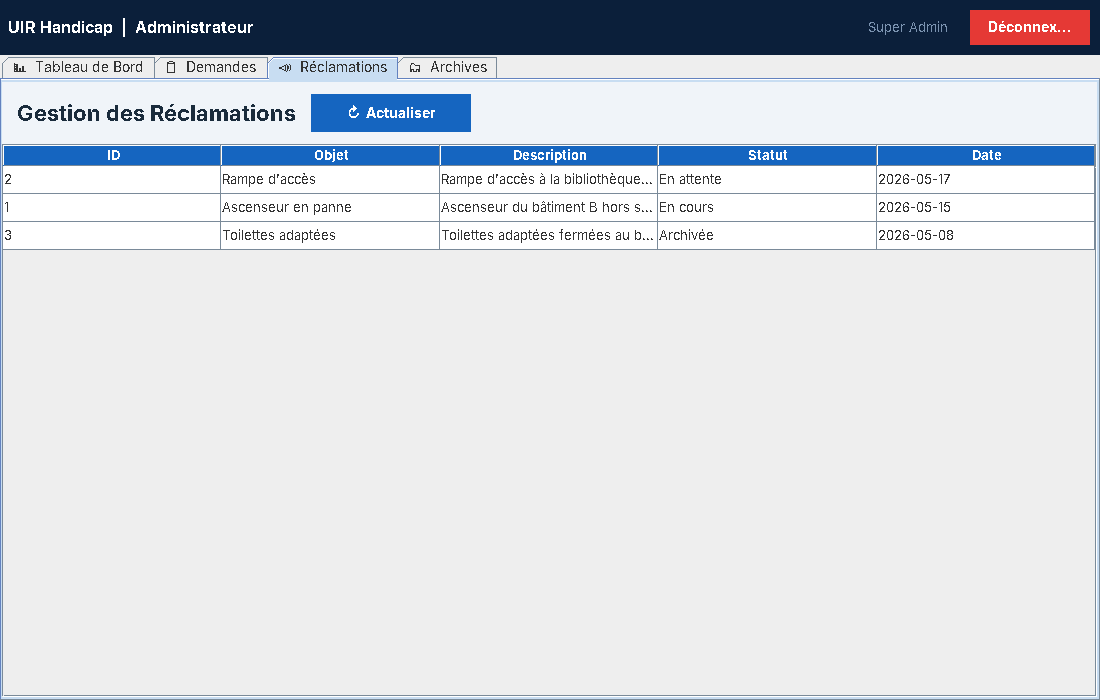 UIR Handicap | Administrateur
Super Admin
Déconnex...
Tableau de Bord
Demandes
Réclamations
Archives
Gestion des Réclamations
↻ Actualiser
ID Objet Description Statut Date
2 Rampe d'accès Rampe d'accès à la bibliothèque... En attente 2026-05-17
1 Ascenseur en panne Ascenseur du bâtiment B hors s... En cours 2026-05-15
3 Toilettes adaptées Toilettes adaptées fermées au b... Archivée 2026-05-08